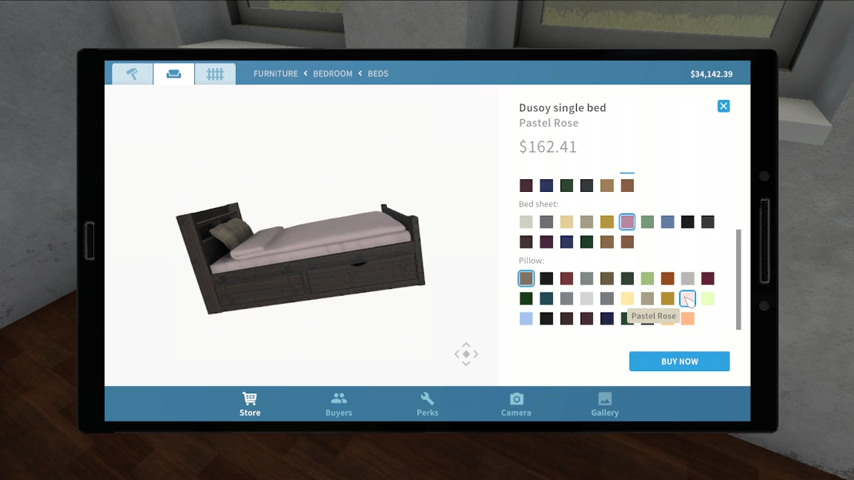 FURNITURE < BEDROOM < BEDS
$34,142.39
Dusoy single bed
Pastel Rose
$162.41
Bed sheet:
Pillow:
Pastel Rose
BUY NOW
Store
Buyers
Perks
Camera
Gallery